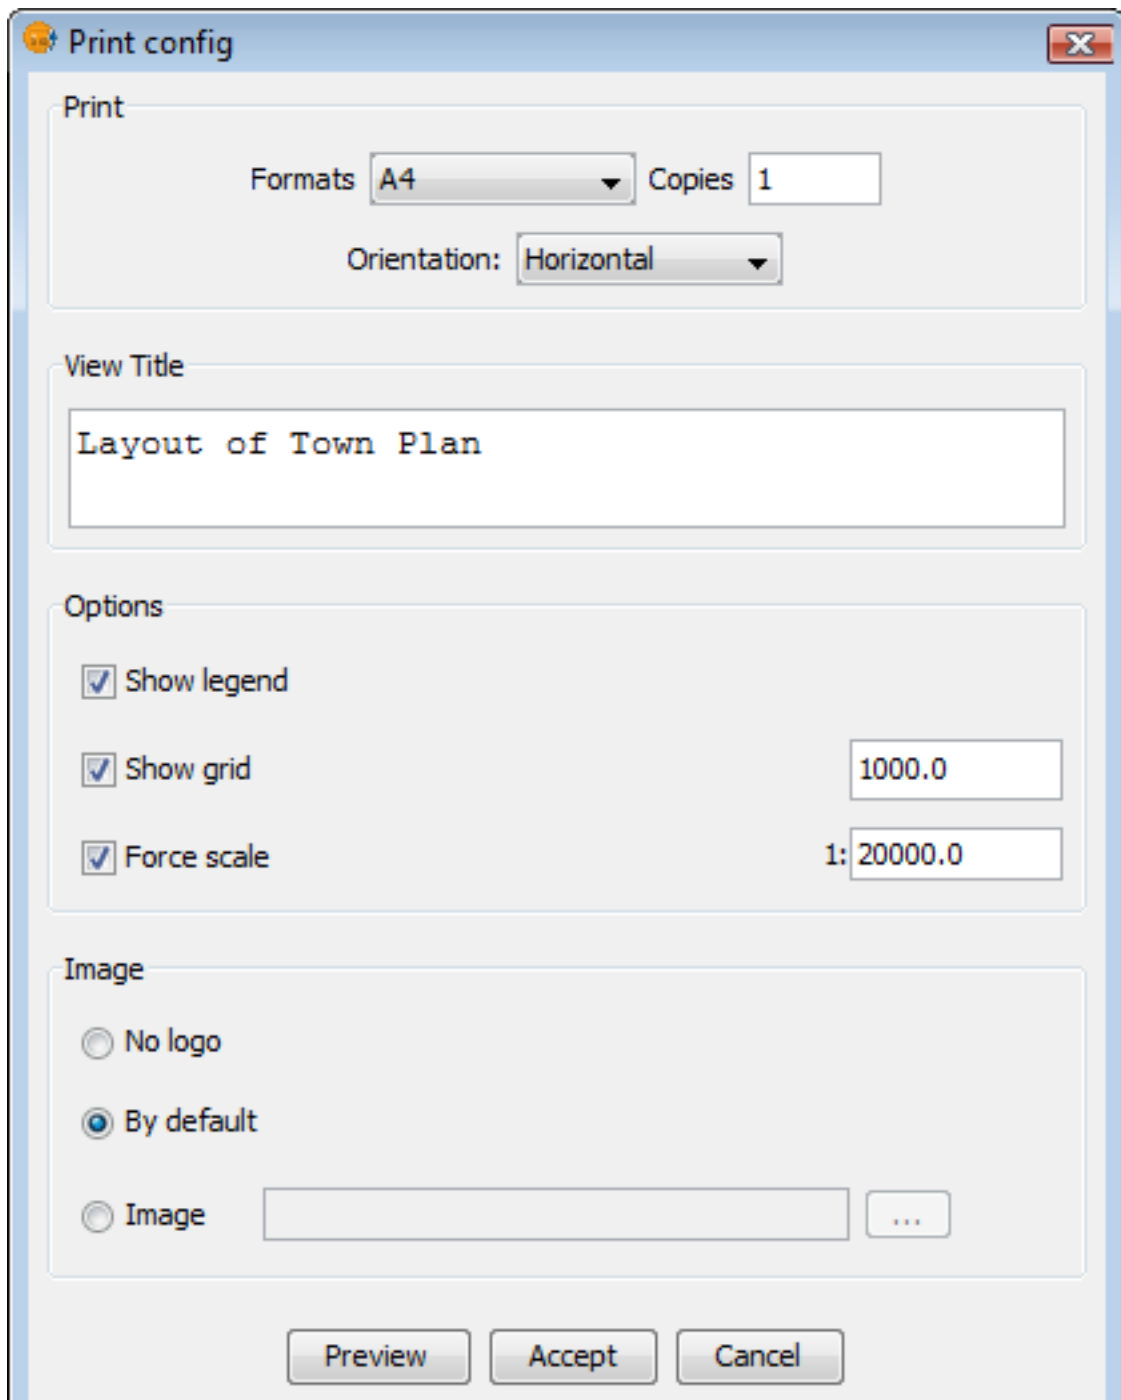 Print config
Print
Formats A4 Copies 1
Orientation: Horizontal
View Title
Layout of Town Plan
Options
Show legend
Show grid 1000.0
Force scale 1: 20000.0
Image
No logo
By default
Image ...
Preview Accept Cancel